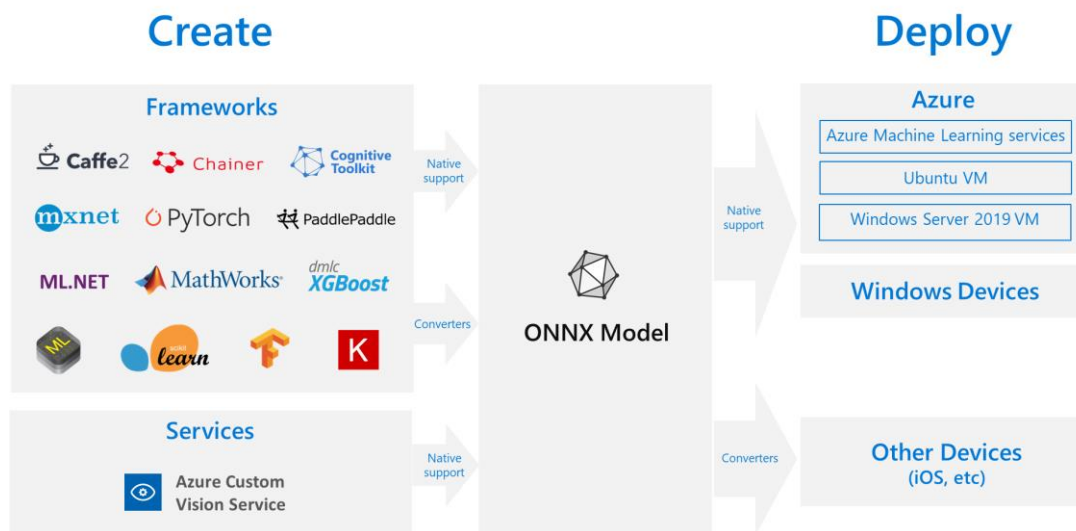 Create
Deploy
Frameworks
Caffe2
Chainer
Cognitive
Toolkit
mxnet
PyTorch
PaddlePaddle
ML.NET
MathWorks®
dmlc
XGBoost
ML
scikit
learn
K
Services
Azure Custom
Vision Service
Native
support
Converters
Native
support
ONNX Model
Native
support
Converters
Azure
Azure Machine Learning services
Ubuntu VM
Windows Server 2019 VM
Windows Devices
Other Devices
(iOS, etc)